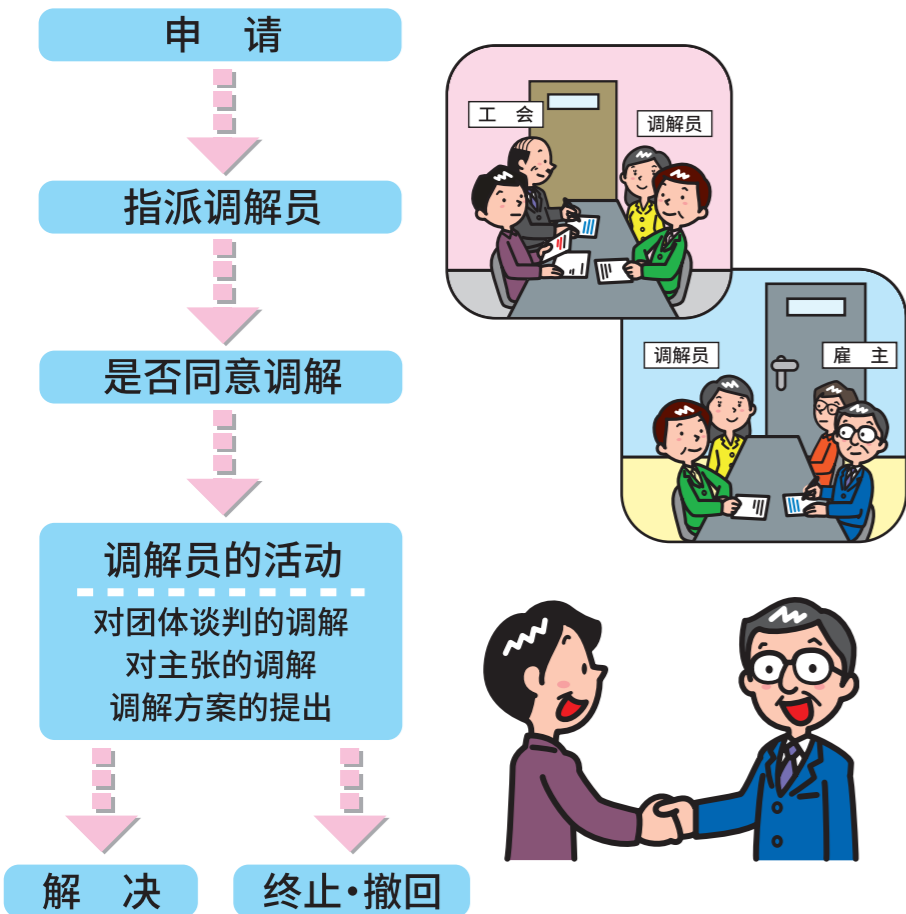 申　请
指派调解员
是否同意调解
调解员的活动
对团体谈判的调解
对主张的调解
调解方案的提出
解　决
终止·撤回
工　会
调解员
调解员
雇　主